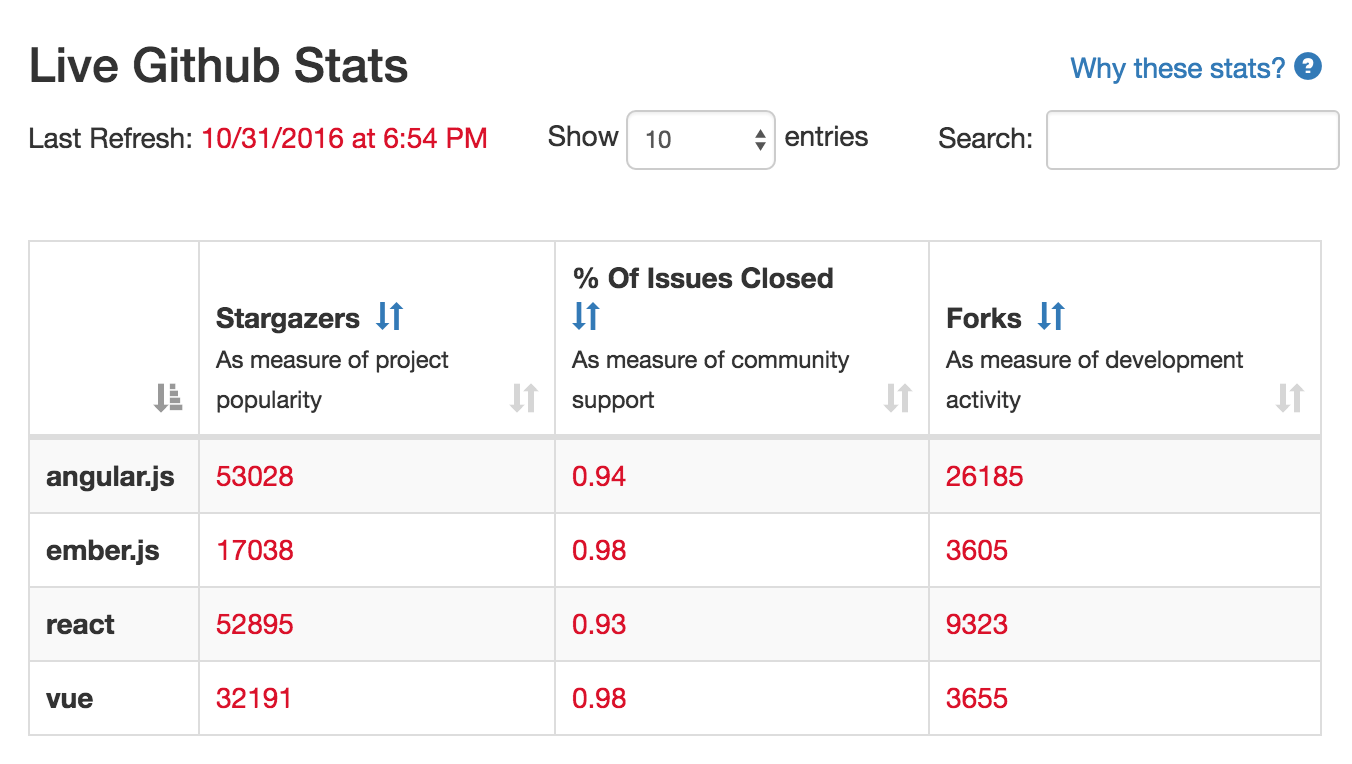 Live Github Stats
Why these stats? ?
Last Refresh: 10/31/2016 at 6:54 PM
Show 10 entries
Search:
Stargazers
As measure of project
popularity
% Of Issues Closed
As measure of community
support
Forks
As measure of development
activity
angular.js 53028 0.94 26185
ember.js 17038 0.98 3605
react 52895 0.93 9323
vue 32191 0.98 3655